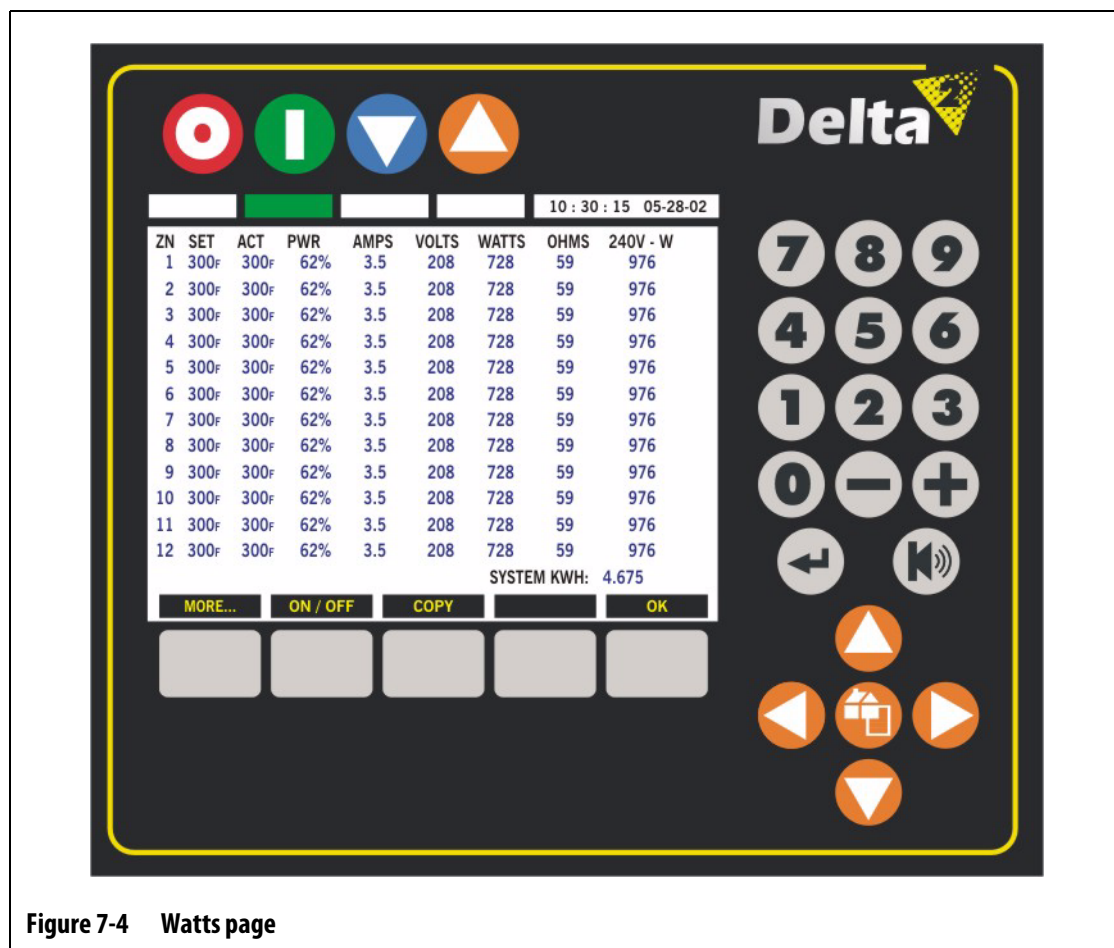 Delta 2
10 : 30 : 15 05-28-02
ZN SET ACT PWR AMPS VOLTS WATTS OHMS 240V - W
1 300F 300F 62% 3.5 208 728 59 976
2 300F 300F 62% 3.5 208 728 59 976
3 300F 300F 62% 3.5 208 728 59 976
4 300F 300F 62% 3.5 208 728 59 976
5 300F 300F 62% 3.5 208 728 59 976
6 300F 300F 62% 3.5 208 728 59 976
7 300F 300F 62% 3.5 208 728 59 976
8 300F 300F 62% 3.5 208 728 59 976
9 300F 300F 62% 3.5 208 728 59 976
10 300F 300F 62% 3.5 208 728 59 976
11 300F 300F 62% 3.5 208 728 59 976
12 300F 300F 62% 3.5 208 728 59 976
SYSTEM KWH: 4.675
MORE... ON / OFF COPY OK
7 8 9
4 5 6
1 2 3
0 - +
K
Figure 7-4 Watts page